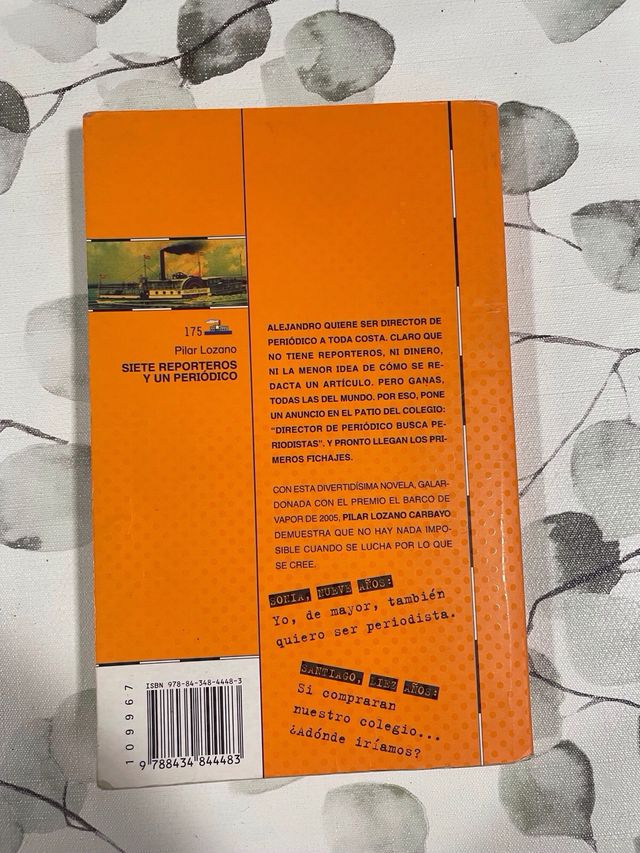 175
Pilar Lozano
SIETE REPORTEROS
Y UN PERIÓDICO
ALEJANDRO QUIERE SER DIRECTOR DE
PERIÓDICO A TODA COSTA. CLARO QUE
NO TIENE REPORTEROS, NI DINERO,
NI LA MENOR IDEA DE CÓMO SE RE-
DACTA UN ARTÍCULO. PERO GANAS,
TODAS LAS DEL MUNDO. POR ESO, PONE
UN ANUNCIO EN EL PATIO DEL COLEGIO:
“DIRECTOR DE PERIÓDICO BUSCA PE-
RIODISTAS”. Y PRONTO LLEGAN LOS PRI-
MEROS FICHAJES.
CON ESTA DIVERTIDÍSIMA NOVELA, GALAR-
DONADA CON EL PREMIO EL BARCO DE
VAPOR DE 2005, PILAR LOZANO CARBAYO
DEMUESTRA QUE NO HAY NADA IMPO-
SIBLE CUANDO SE LUCHA POR LO QUE
SE CREE.
SONIA, NUEVE AÑOS:
Yo, de mayor, también
quiero ser periodista.
SANTIAGO, DIEZ AÑOS:
Si compraran
nuestro colegio...
¿Adónde iríamos?
ISBN 978-84-348-4448-3
109967
9 788434 844483